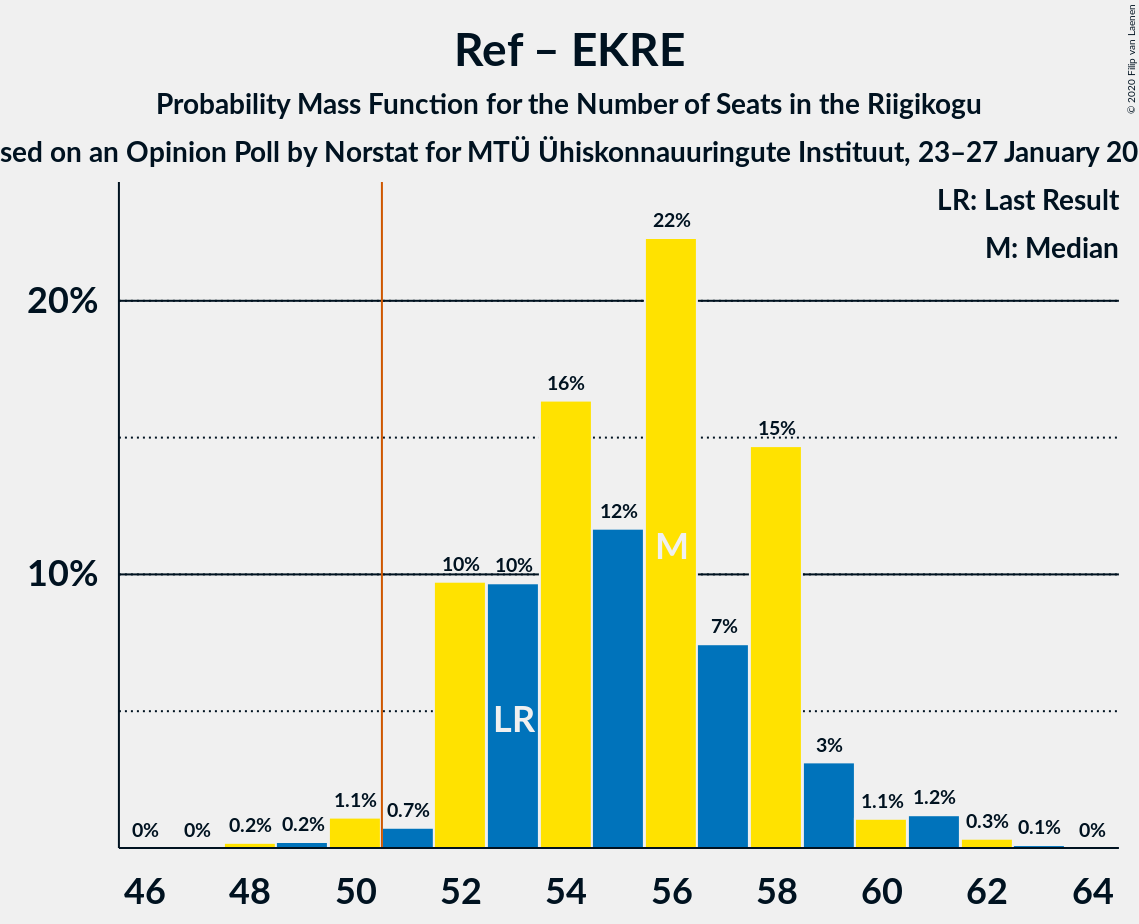 Ref – EKRE
Probability Mass Function for the Number of Seats in the Riigikogu
sed on an Opinion Poll by Norstat for MTÜ Ühiskonnauuringute Instituut, 23–27 January 20
© 2020 Filip van Laenen
LR: Last Result
M: Median
20%
10%
0% 0% 0.2% 0.2% 1.1% 0.7% 10% 10% 16% 12% 22% 7% 15% 3% 1.1% 1.2% 0.3% 0.1% 0%
M
LR
46 48 50 52 54 56 58 60 62 64